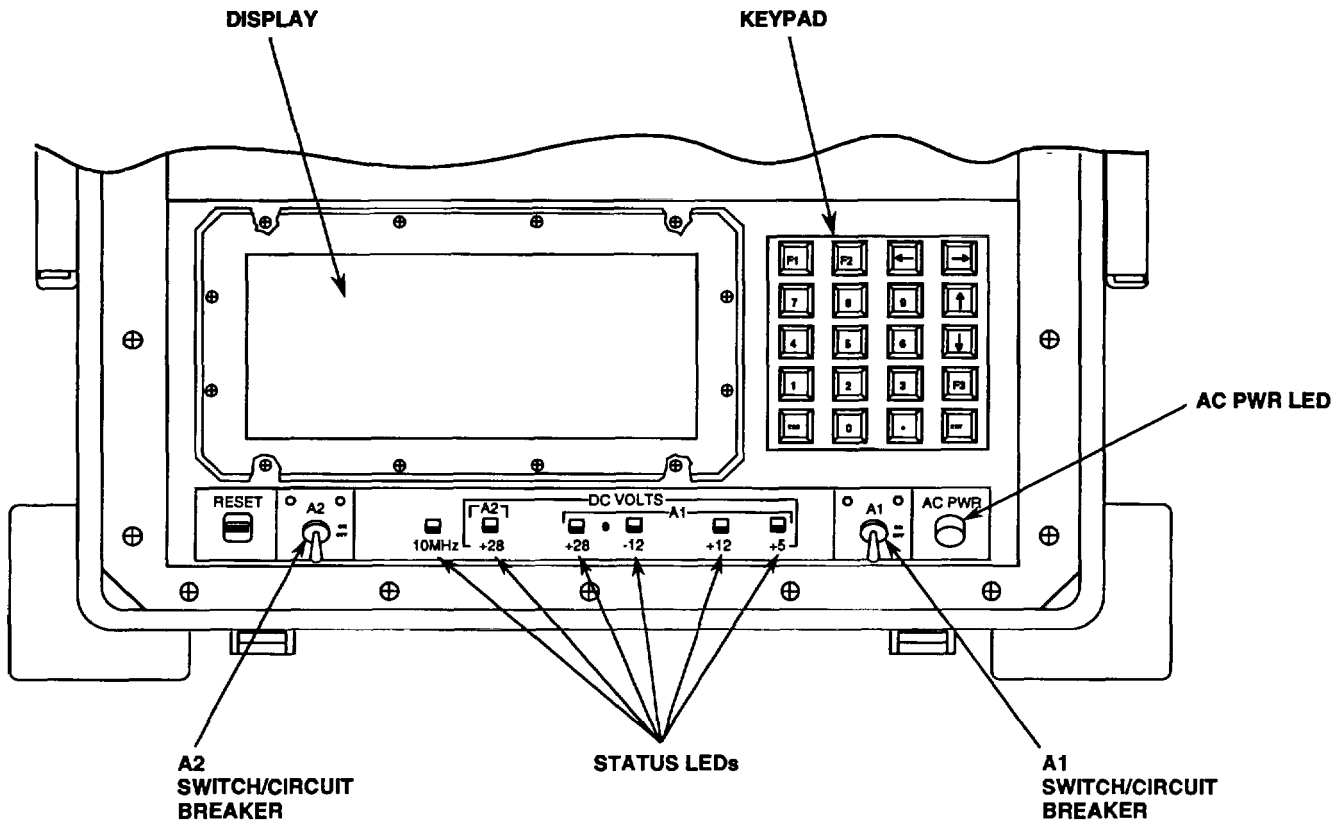 DISPLAY
KEYPAD
F1 F2 ← →
7 8 9 ↑
4 5 6 ↓
1 2 3 F3
0
AC PWR LED
RESET
A2
10MHz
DC VOLTS
A2
A1
+28
+28
-12
+12
+5
A1
AC PWR
A2
SWITCH/CIRCUIT
BREAKER
STATUS LEDs
A1
SWITCH/CIRCUIT
BREAKER